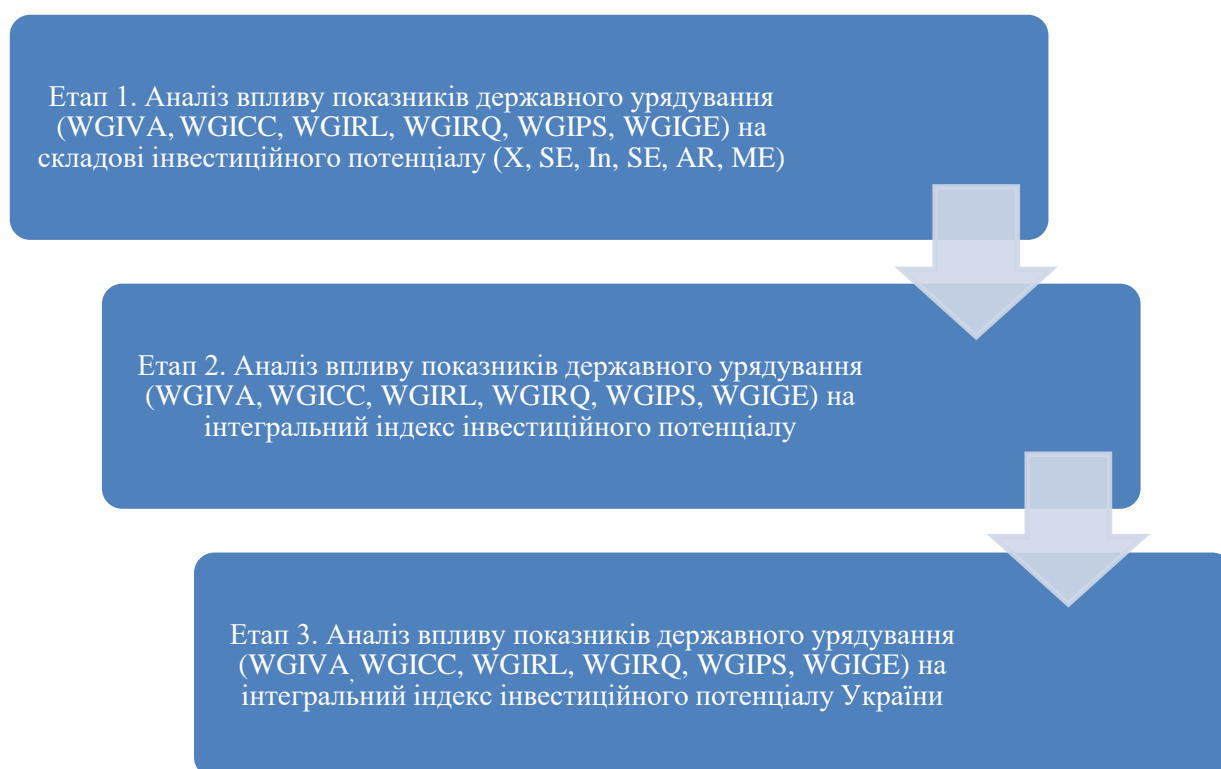 Етап 1. Аналіз впливу показників державного урядування
(WGIVA, WGICC, WGIRL, WGIRQ, WGIPS, WGIGE) на
складові інвестиційного потенціалу (X, SE, In, SE, AR, ME)
Етап 2. Аналіз впливу показників державного урядування
(WGIVA, WGICC, WGIRL, WGIRQ, WGIPS, WGIGE) на
інтегральний індекс інвестиційного потенціалу
Етап 3. Аналіз впливу показників державного урядування
(WGIVA, WGICC, WGIRL, WGIRQ, WGIPS, WGIGE) на
інтегральний індекс інвестиційного потенціалу України